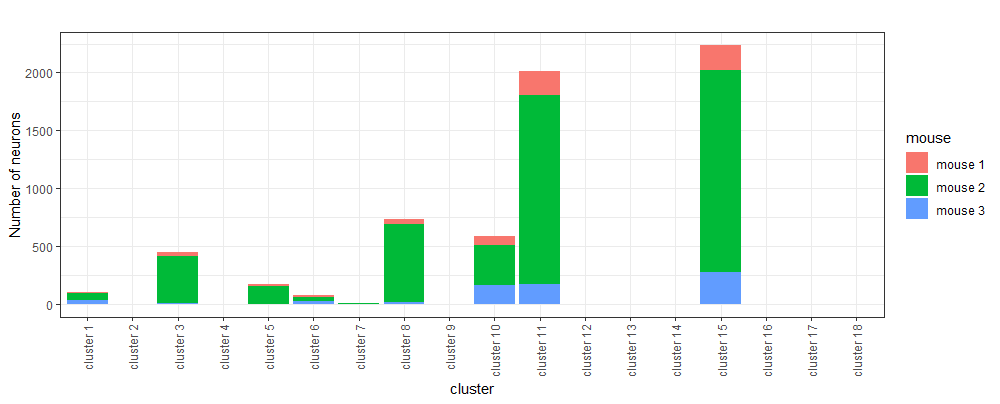 Number of neurons
2000
1500
1000
500
0
cluster 1
cluster 2
cluster 3
cluster 4
cluster 5
cluster 6
cluster 7
cluster 8
cluster 9
cluster 10
cluster 11
cluster 12
cluster 13
cluster 14
cluster 15
cluster 16
cluster 17
cluster 18
cluster
mouse
mouse 1
mouse 2
mouse 3